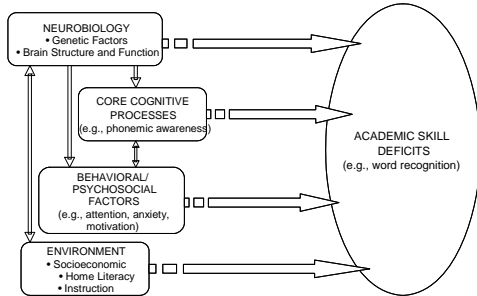 NEUROBIOLOGY
• Genetic Factors
• Brain Structure and Function
CORE COGNITIVE
PROCESSES
(e.g., phonemic awareness)
BEHAVIORAL/
PSYCHOSOCIAL
FACTORS
(e.g., attention, anxiety,
motivation)
ENVIRONMENT
• Socioeconomic
• Home Literacy
• Instruction
ACADEMIC SKILL
DEFICITS
(e.g., word recognition)